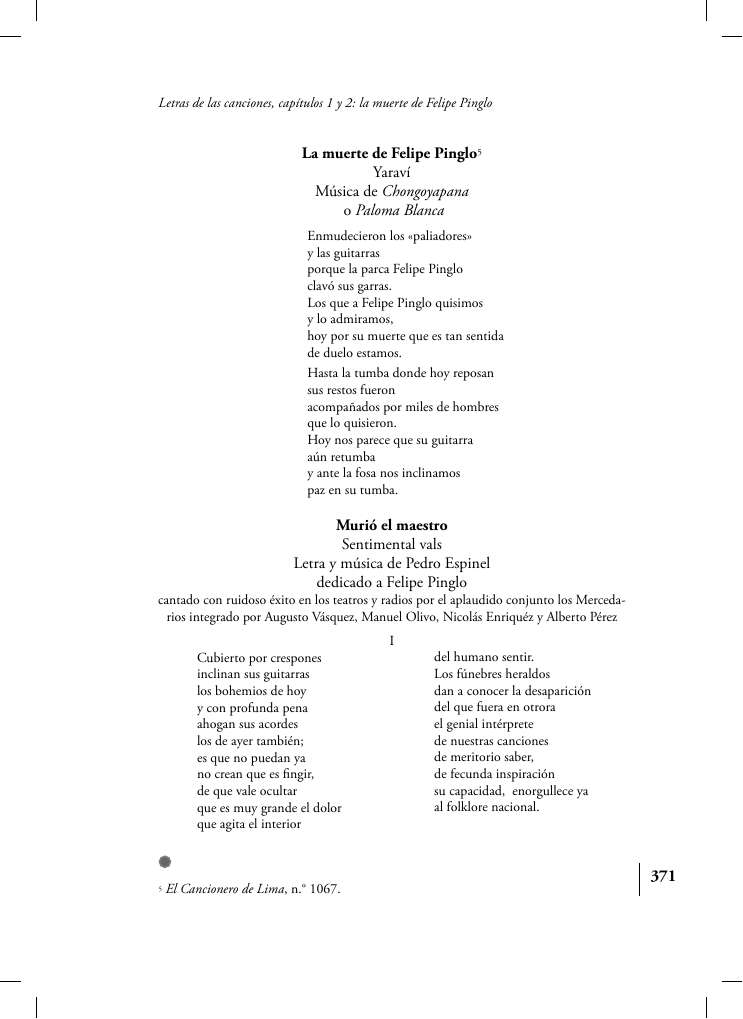 Letras de las canciones, capítulos 1 y 2: la muerte de Felipe Pinglo
La muerte de Felipe Pinglo5
Yaraví
Música de Chongoyapana
o Paloma Blanca
Enmudecieron los «paliadores»
y las guitarras
porque la parca Felipe Pinglo
clavó sus garras.
Los que a Felipe Pinglo quisimos
y lo admiramos,
hoy por su muerte que es tan sentida
de duelo estamos.
Hasta la tumba donde hoy reposan
sus restos fueron
acompañados por miles de hombres
que lo quisieron.
Hoy nos parece que su guitarra
aún retumba
y ante la fosa nos inclinamos
paz en su tumba.
Murió el maestro
Sentimental vals
Letra y música de Pedro Espinel
dedicado a Felipe Pinglo
cantado con ruidoso éxito en los teatros y radios por el aplaudido conjunto los Merceda-
rios integrado por Augusto Vásquez, Manuel Olivo, Nicolás Enriquéz y Alberto Pérez
I
Cubierto por crespones
inclinan sus guitarras
los bohemios de hoy
y con profunda pena
ahogan sus acordes
los de ayer también;
es que no puedan ya
no crean que es fingir,
de que vale ocultar
que es muy grande el dolor
que agita el interior
del humano sentir.
Los fúnebres heraldos
dan a conocer la desaparición
del que fuera en otrora
el genial intérprete
de nuestras canciones
de meritorio saber,
de fecunda inspiración
su capacidad,  enorgullece ya
al folklore nacional.
5 El Cancionero de Lima, n.° 1067.
371